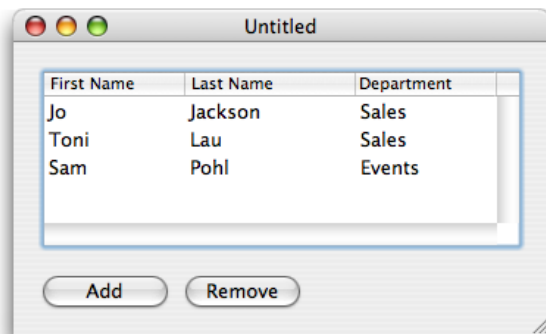 Untitled
First Name Last Name Department
Jo Jackson Sales
Toni Lau Sales
Sam Pohl Events
Add Remove